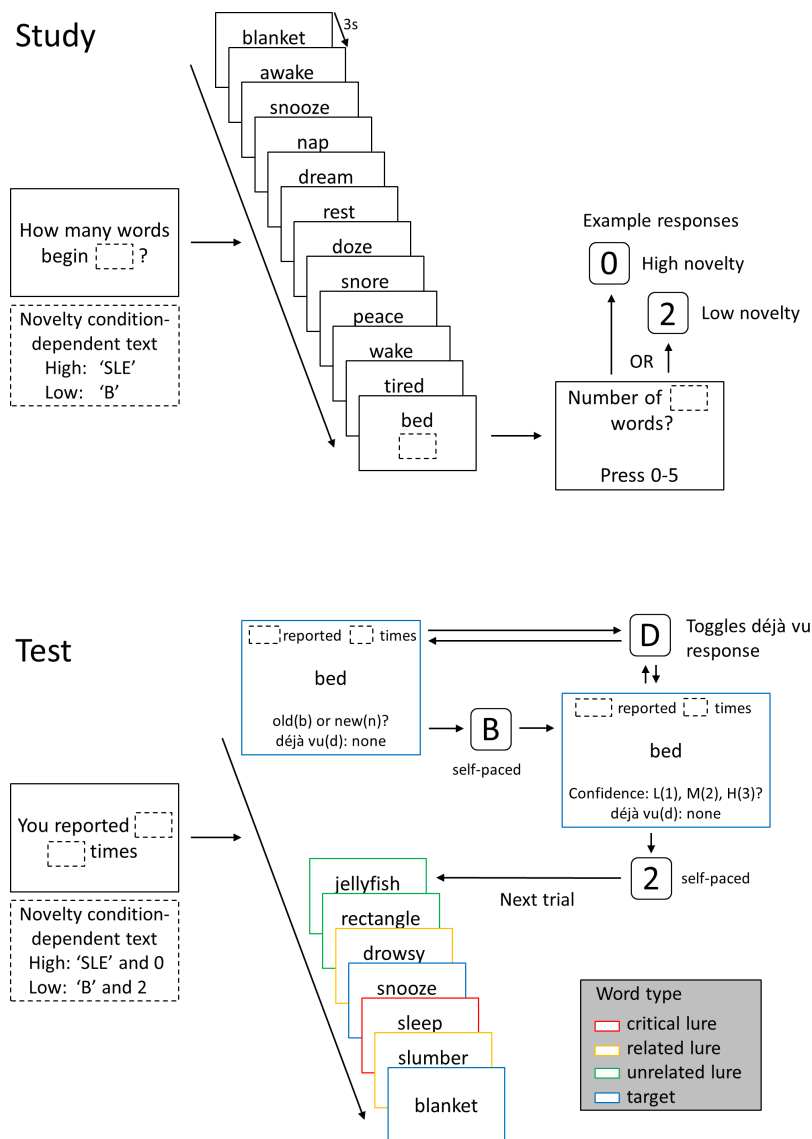 Study
3s
blanket
awake
snooze
nap
dream
rest
doze
snore
peace
wake
tired
bed
How many words
begin ?
Novelty condition-
dependent text
High: ‘SLE’
Low: ‘B’
Example responses
0 High novelty
2 Low novelty
OR
Number of
words?
Press 0-5
Test
reported times
bed
old(b) or new(n)?
déjà vu(d): none
D
Toggles déjà vu
response
B
self-paced
reported times
bed
Confidence: L(1), M(2), H(3)?
déjà vu(d): none
2 self-paced
Next trial
You reported
times
Novelty condition-
dependent text
High: ‘SLE’ and 0
Low: ‘B’ and 2
jellyfish
rectangle
drowsy
snooze
sleep
slumber
blanket
Word type
critical lure
related lure
unrelated lure
target